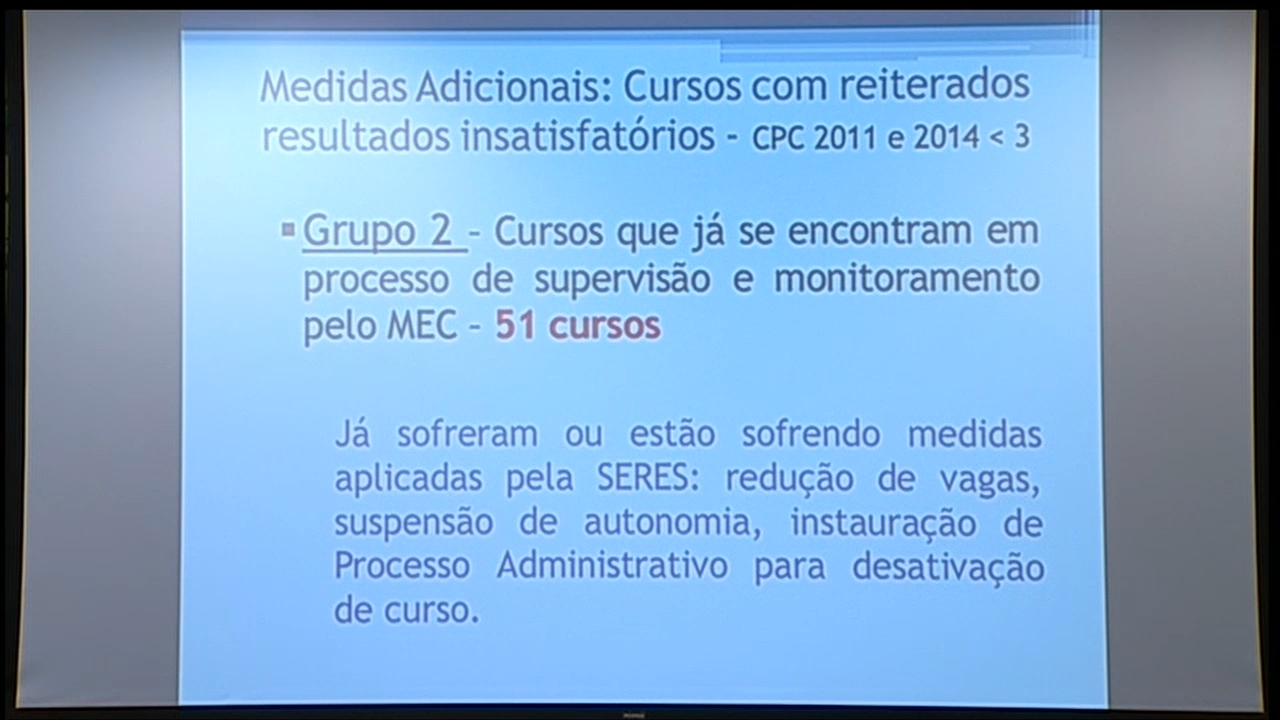 Medidas Adicionais: Cursos com reiterados
resultados insatisfatórios - CPC 2011 e 2014 < 3
▪Grupo 2 - Cursos que já se encontram em
processo de supervisão e monitoramento
pelo MEC - 51 cursos
Já sofreram ou estão sofrendo medidas
aplicadas pela SERES: redução de vagas,
suspensão de autonomia, instauração de
Processo Administrativo para desativação
de curso.